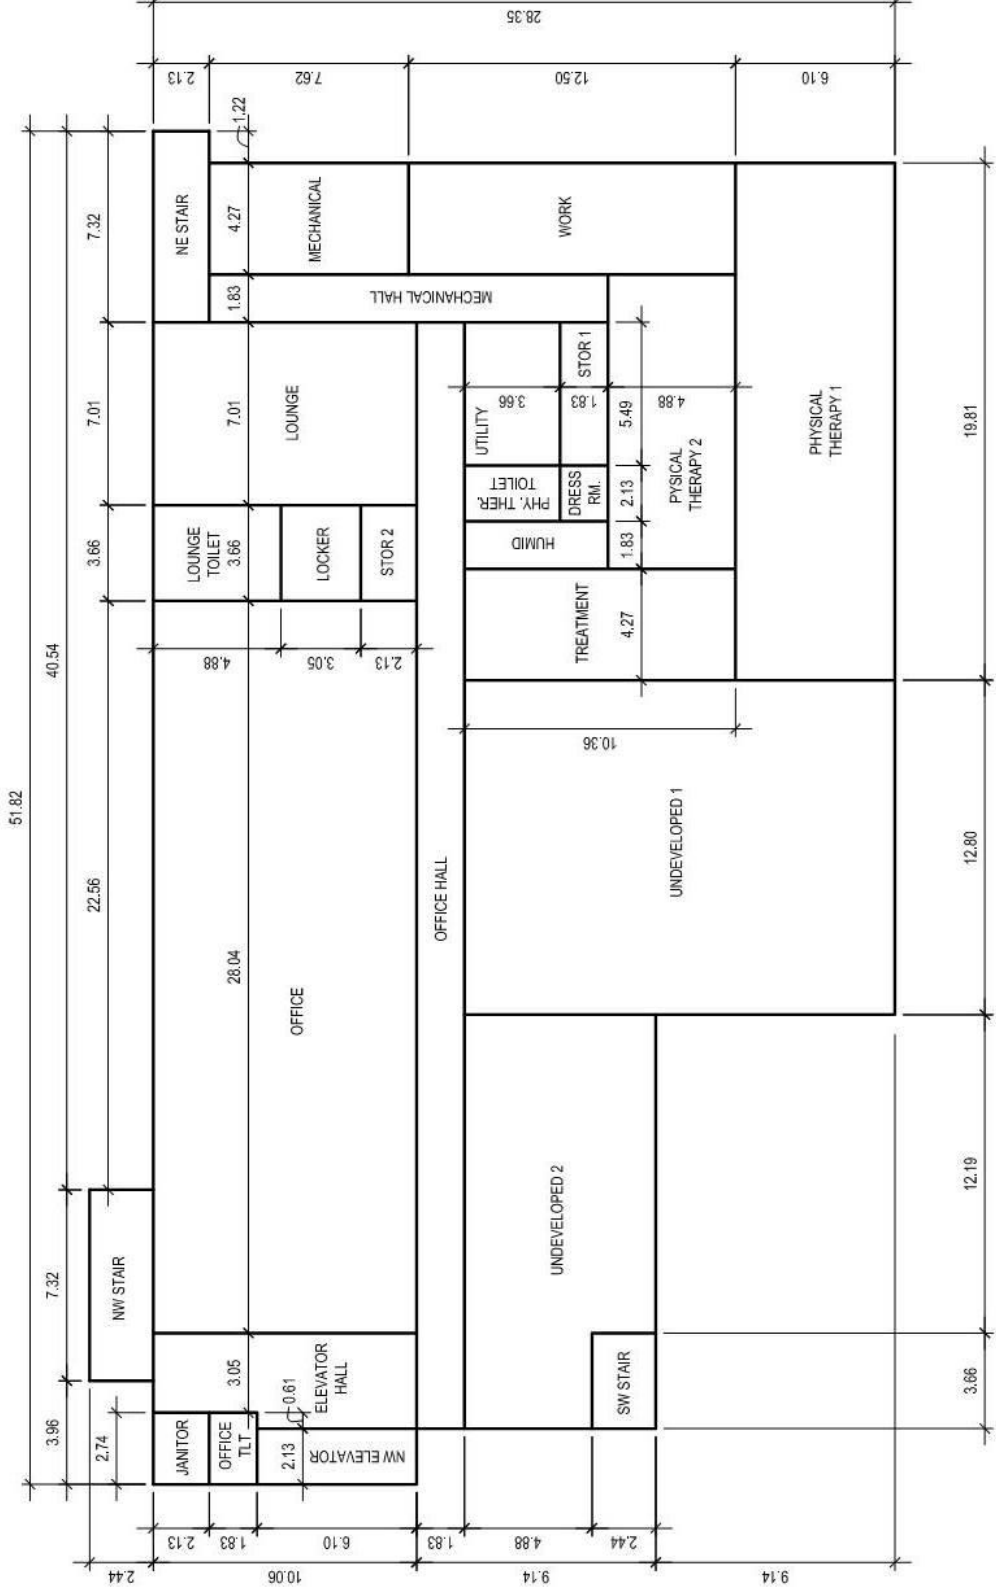 28.35
2.13
7.62
12.50
6.10
1.22
51.82
40.54
7.32
NE STAIR
4.27
MECHANICAL
WORK
1.83
MECHANICAL HALL
7.01
7.01
LOUNGE
UTILITY
3.66
STOR 1
1.83
4.88
5.49
PHYSICAL
THERAPY 1
19.81
3.66
LOUNGE
TOILET
3.66
LOCKER
STOR 2
PHY. THER.
TOILET
DRESS
RM.
2.13
PYSICAL
THERAPY 2
HUMID
1.83
4.88
3.05
2.13
TREATMENT
4.27
10.36
22.56
28.04
OFFICE
OFFICE HALL
UNDEVELOPED 1
12.80
7.32
NW STAIR
UNDEVELOPED 2
12.19
3.05
ELEVATOR
HALL
0.61
SW STAIR
3.66
3.96
2.74
JANITOR
OFFICE
TLT
2.13
NW ELEVATOR
2.13
1.83
6.10
1.83
4.88
2.44
2.44
10.06
9.14
9.14